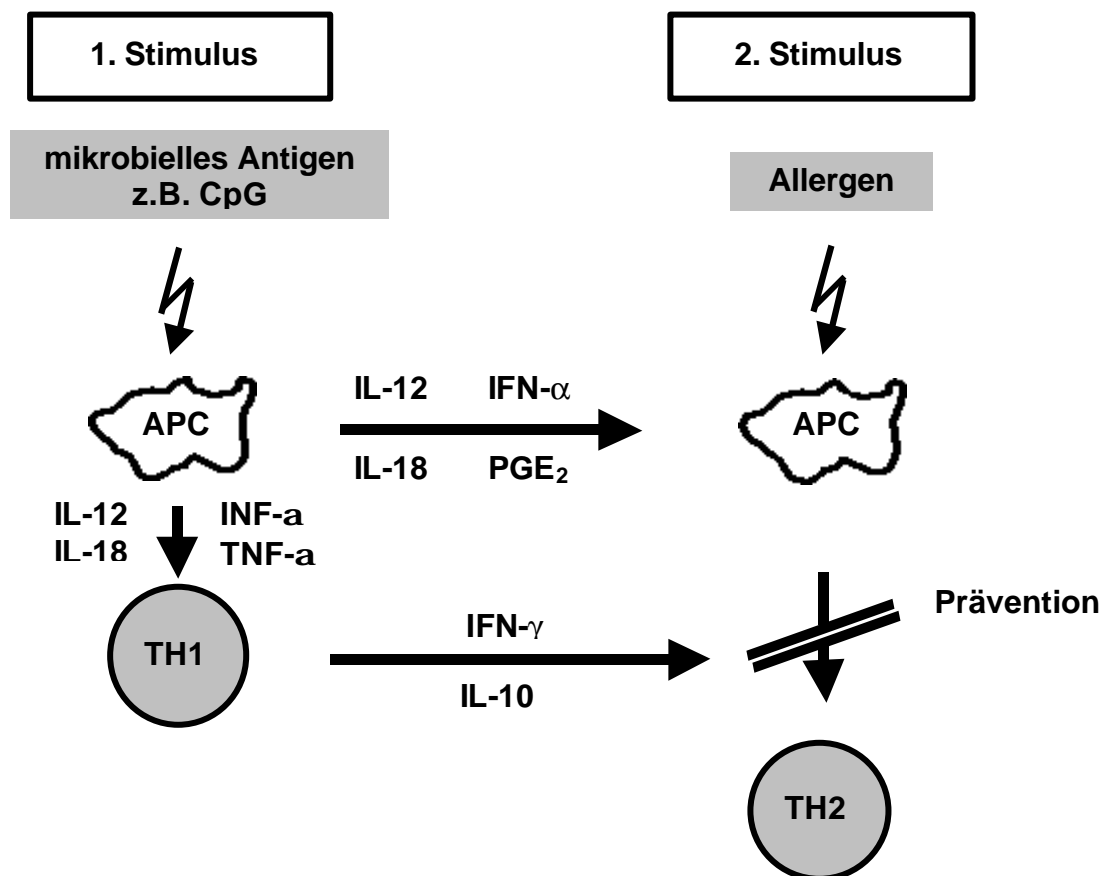 1. Stimulus
2. Stimulus
mikrobielles Antigen
z.B. CpG
Allergen
APC
IL-12 IFN-α
IL-18 PGE₂
APC
IL-12 INF-a
IL-18 TNF-a
TH1
IFN-γ
IL-10
Prävention
TH2